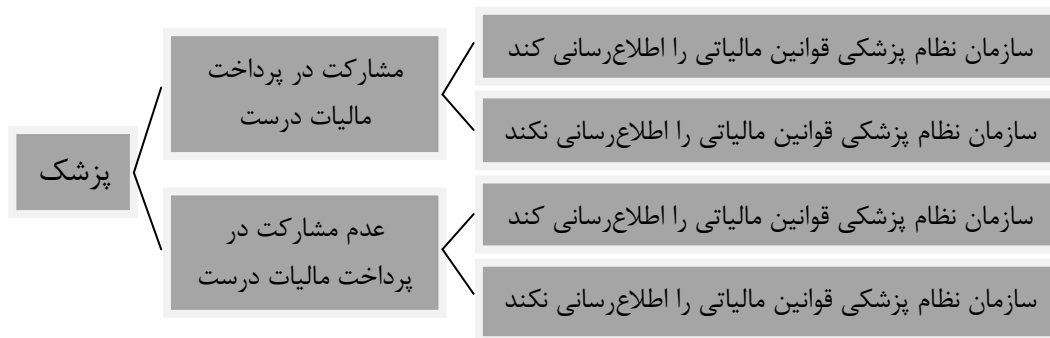 پزشک
مشارکت در پرداخت
مالیات درست
سازمان نظام پزشکی قوانین مالیاتی را اطلاع‌رسانی کند
سازمان نظام پزشکی قوانین مالیاتی را اطلاع‌رسانی نکند
عدم مشارکت در
پرداخت مالیات درست
سازمان نظام پزشکی قوانین مالیاتی را اطلاع‌رسانی کند
سازمان نظام پزشکی قوانین مالیاتی را اطلاع‌رسانی نکند